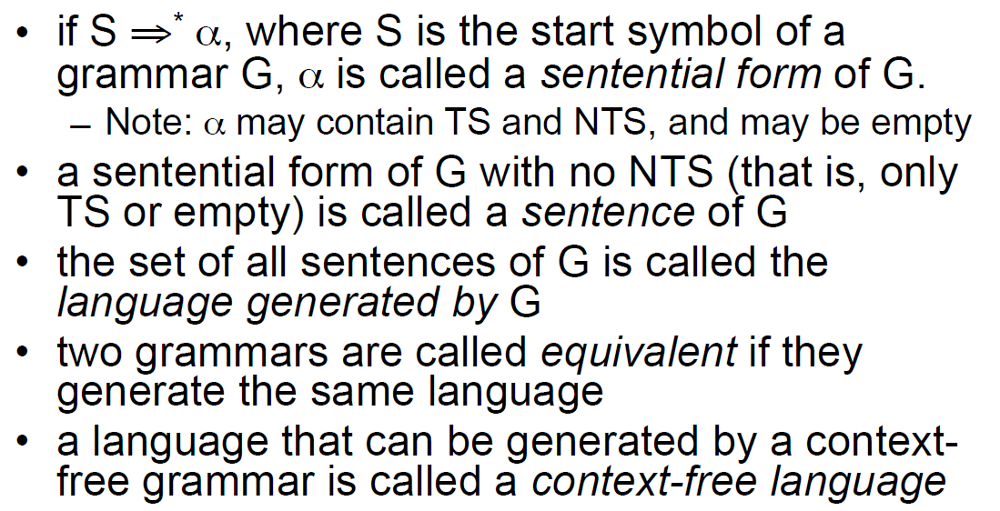 • if S ⇒* α, where S is the start symbol of a
grammar G, α is called a sentential form of G.
– Note: α may contain TS and NTS, and may be empty
• a sentential form of G with no NTS (that is, only
TS or empty) is called a sentence of G
• the set of all sentences of G is called the
language generated by G
• two grammars are called equivalent if they
generate the same language
• a language that can be generated by a context-
free grammar is called a context-free language